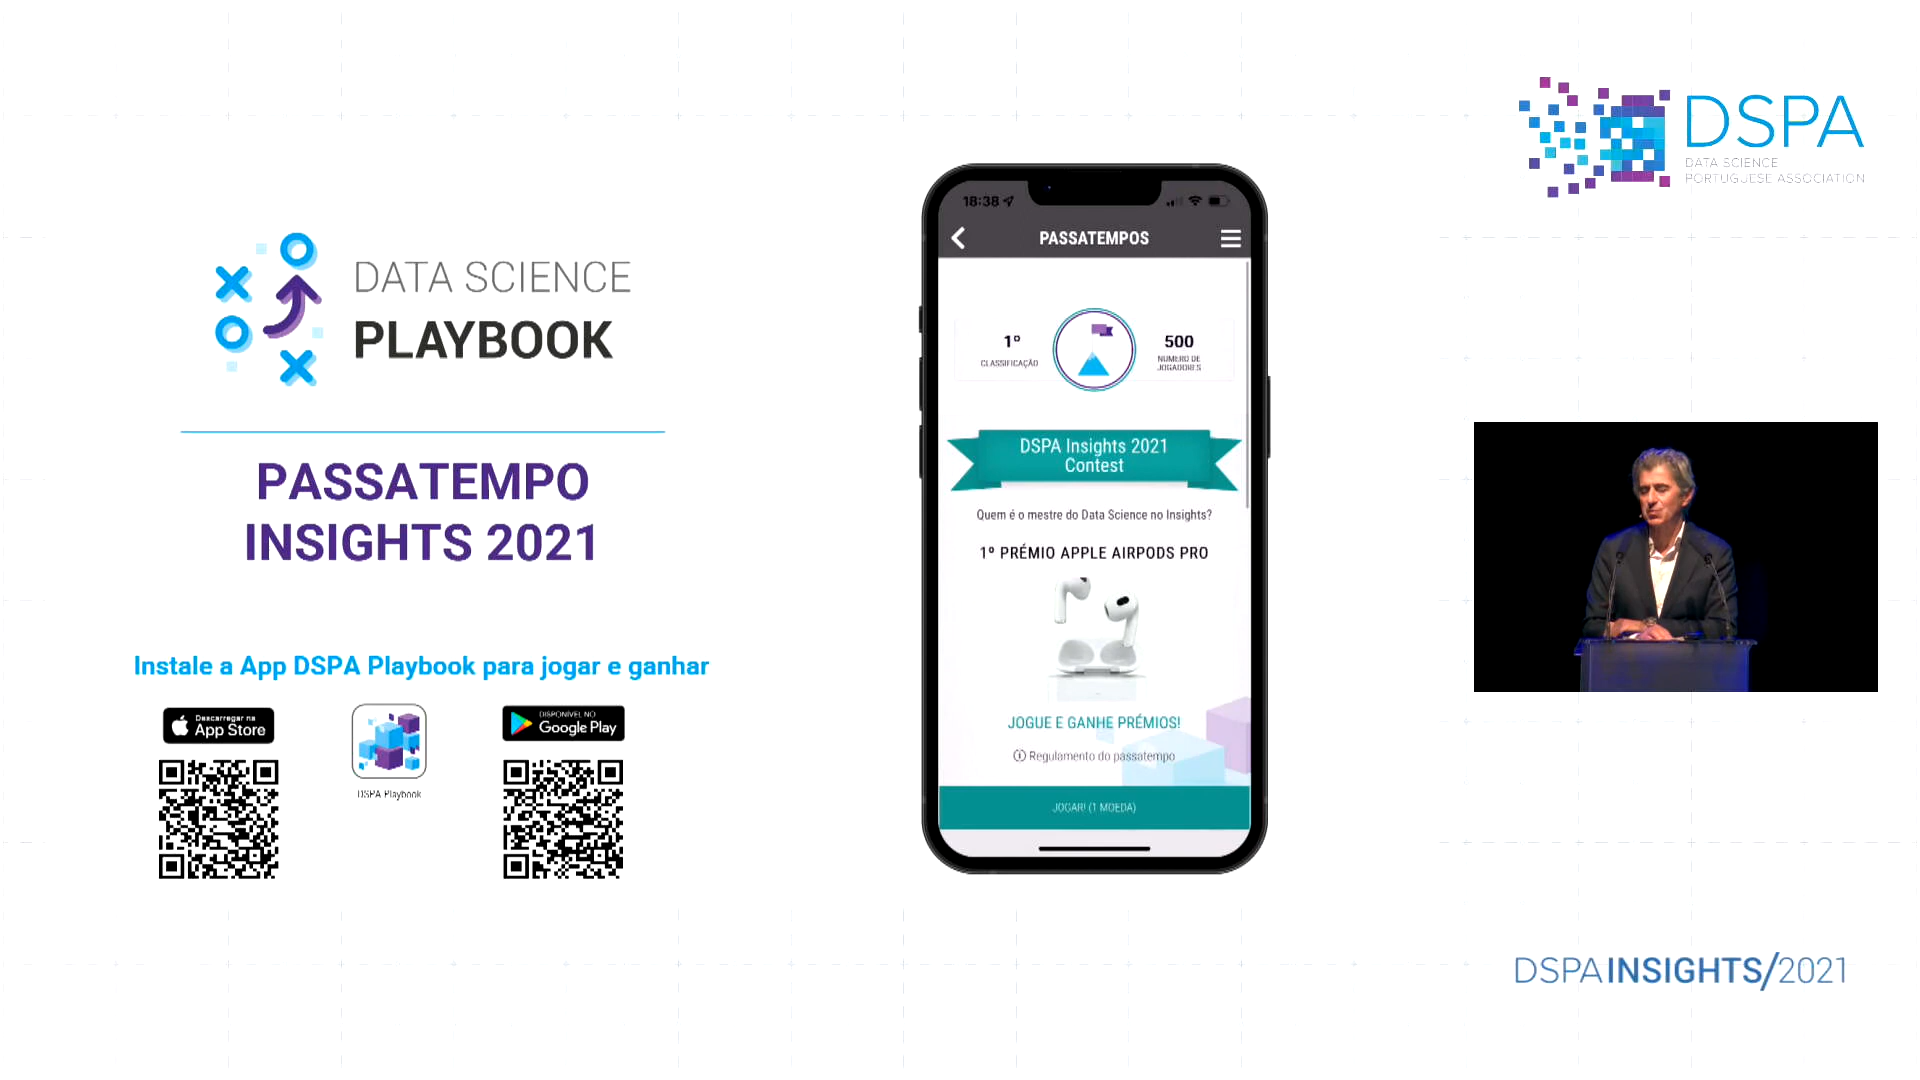 DATA SCIENCE
PLAYBOOK
PASSATEMPO
INSIGHTS 2021
Instale a App DSPA Playbook para jogar e ganhar
Descarregar na
App Store
DSPA Playbook
DISPONÍVEL NO
Google Play
18:38
PASSATEMPOS
1º
CLASSIFICAÇÃO
500
NÚMERO DE
DSPA Insights 2021
Contest
Quem é o mestre do Data Science no Insights?
1º PRÉMIO APPLE AIRPODS PRO
JOGUE E GANHE PRÉMIOS!
Regulamento do passatempo
JOGAR! (1 MOEDA)
DSPA
DATA SCIENCE
PORTUGUESE ASSOCIATION
DSPAINSIGHTS/2021